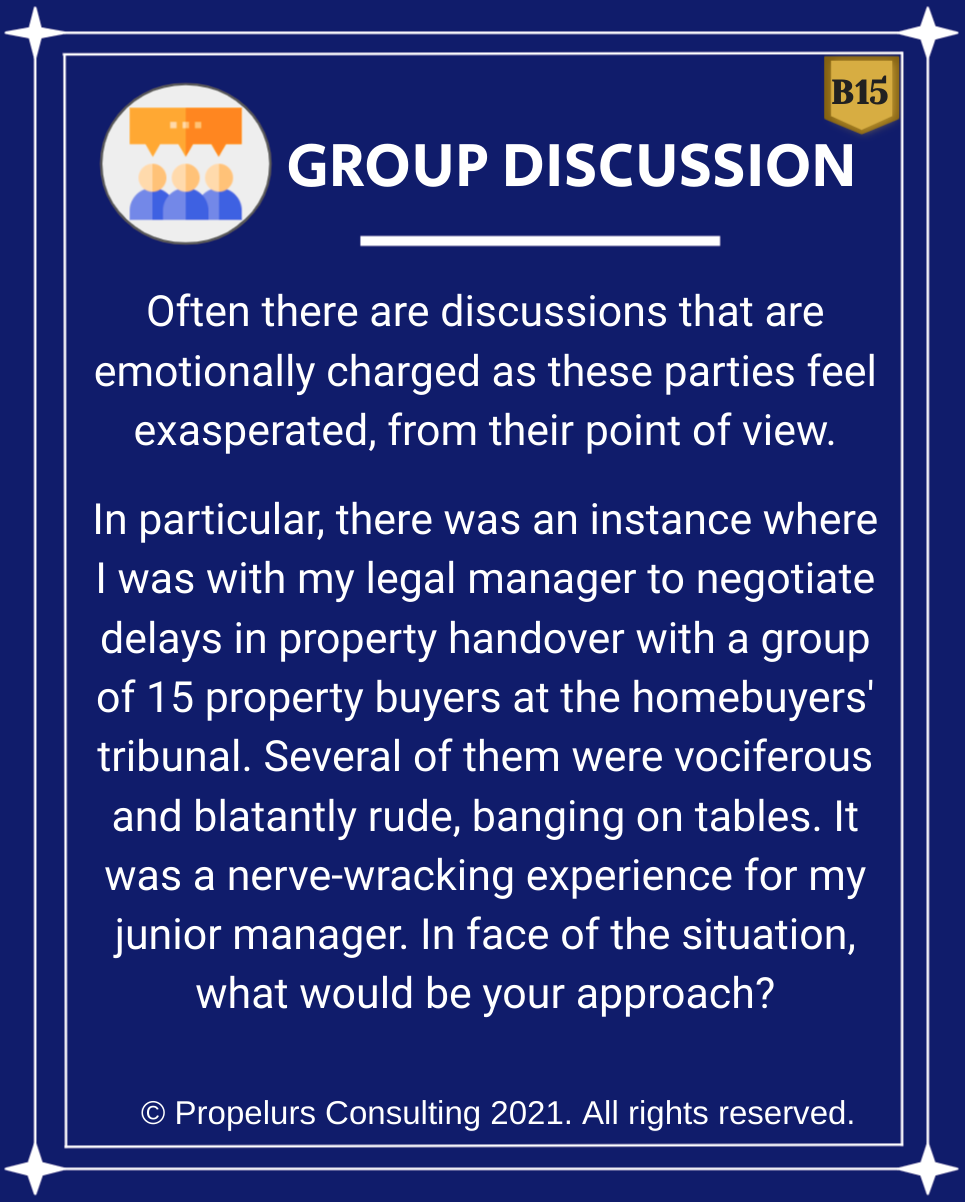 B15
GROUP DISCUSSION
Often there are discussions that are
emotionally charged as these parties feel
exasperated, from their point of view.
In particular, there was an instance where
I was with my legal manager to negotiate
delays in property handover with a group
of 15 property buyers at the homebuyers'
tribunal. Several of them were vociferous
and blatantly rude, banging on tables. It
was a nerve-wracking experience for my
junior manager. In face of the situation,
what would be your approach?
© Propelurs Consulting 2021. All rights reserved.